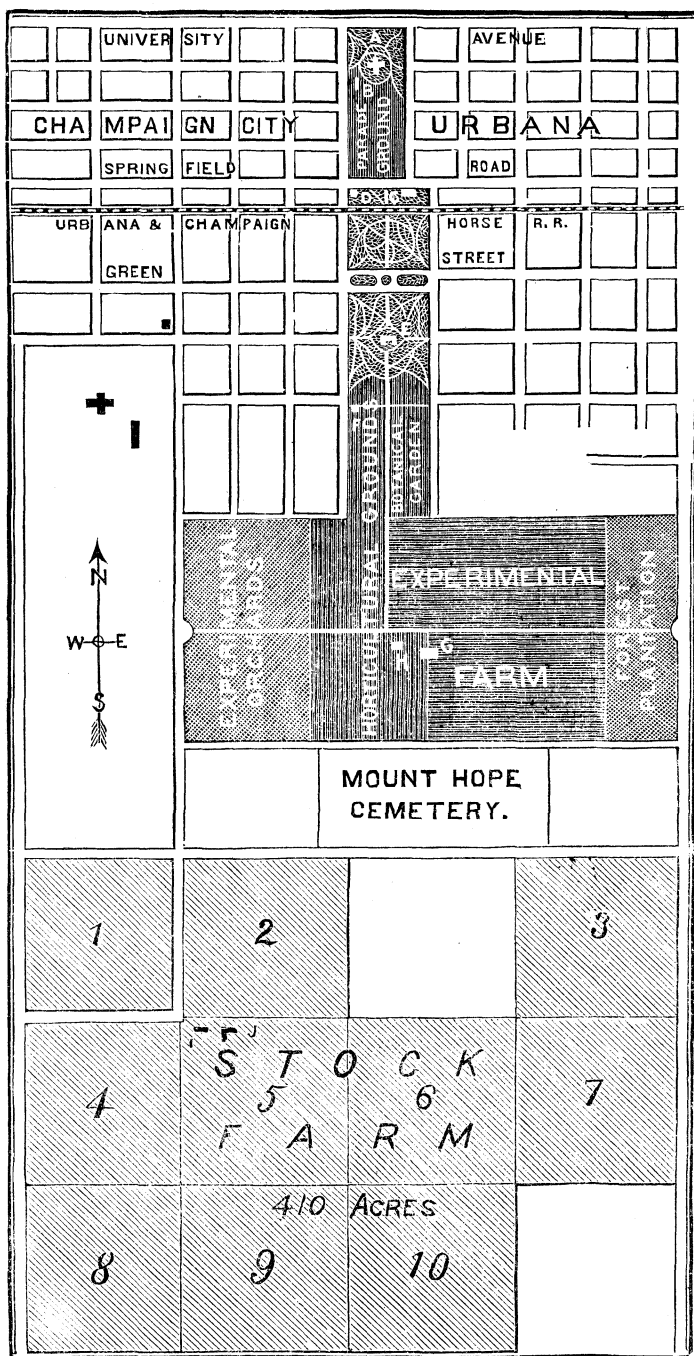 UNIVERSITY AVENUE
A
B
PARADE GROUND
CHAMPAIGN CITY URBANA
SPRINGFIELD ROAD
D C
URBANA & CHAMPAIGN HORSE R.R.
GREEN STREET
E
F
HORTICULTURAL GROUNDS
BOTANICAL GARDEN
N
W E
S
EXPERIMENTAL ORCHARDS
EXPERIMENTAL FARM
FOREST PLANTATION
H G
MOUNT HOPE
CEMETERY.
1 2 3
J
STOCK
4 5 6 7
FARM
410 ACRES
8 9 10